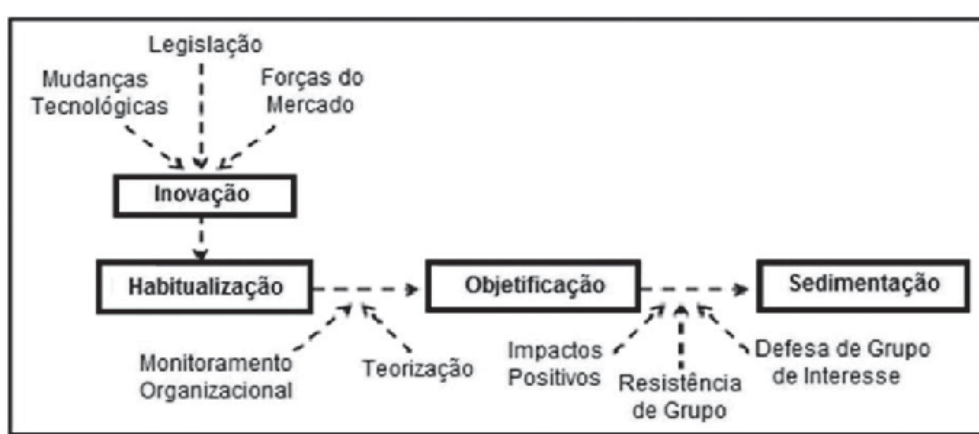 Legislação
Mudanças
Tecnológicas
Forças do
Mercado
Inovação
Habitualização
Objetificação
Sedimentação
Monitoramento
Organizacional
Teorização
Impactos
Positivos
Resistência
de Grupo
Defesa de Grupo
de Interesse